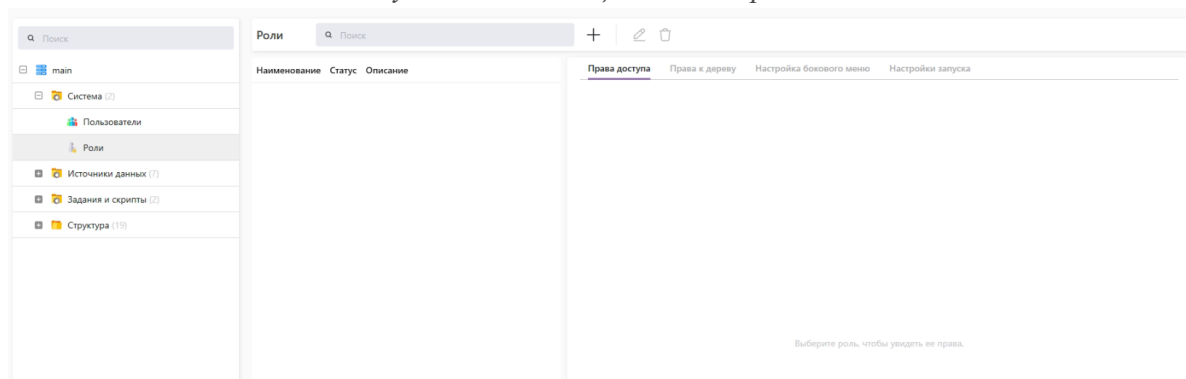 Поиск
main
Система (2)
Пользователи
Роли
Источники данных (7)
Задания и скрипты (2)
Структура (19)
Роли Поиск
Наименование Статус Описание
Права доступа Права к дереву Настройка бокового меню Настройки запуска
Выберите роль, чтобы увидеть ее права.